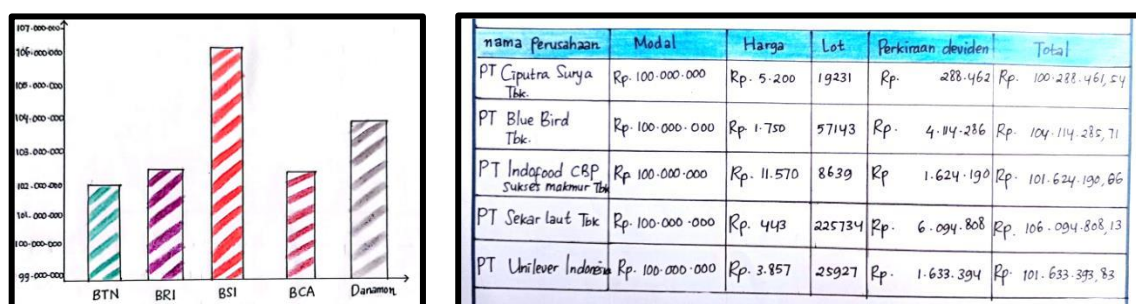 107.000.000
106.000.000
105.000.000
104.000.000
103.000.000
102.000.000
101.000.000
100.000.000
99.000.000
BTN BRI BSI BCA Danamon
nama Perusahaan Modal Harga Lot Perkiraan deviden Total
PT Ciputra Surya Rp. 100.000.000 Rp. 5.200 19231 Rp. 288.462 Rp. 100.288.461,54
Tbk.
PT Blue Bird Rp. 100.000.000 Rp. 1.750 57143 Rp. 4.114.286 Rp. 104.114.285,71
Tbk.
PT Indofood CBP Rp 100.000.000 Rp. 11.570 8639 Rp 1.624.190 Rp. 101.624.190,66
Sukses makmur Tbk
PT Sekar laut Tbk Rp. 100.000.000 Rp. 443 225734 Rp. 6.094.808 Rp. 106.094.808,13
PT Unilever Indonesia Rp. 100.000.000 Rp. 3.857 25927 Rp. 1.633.394 Rp. 101.633.393,83